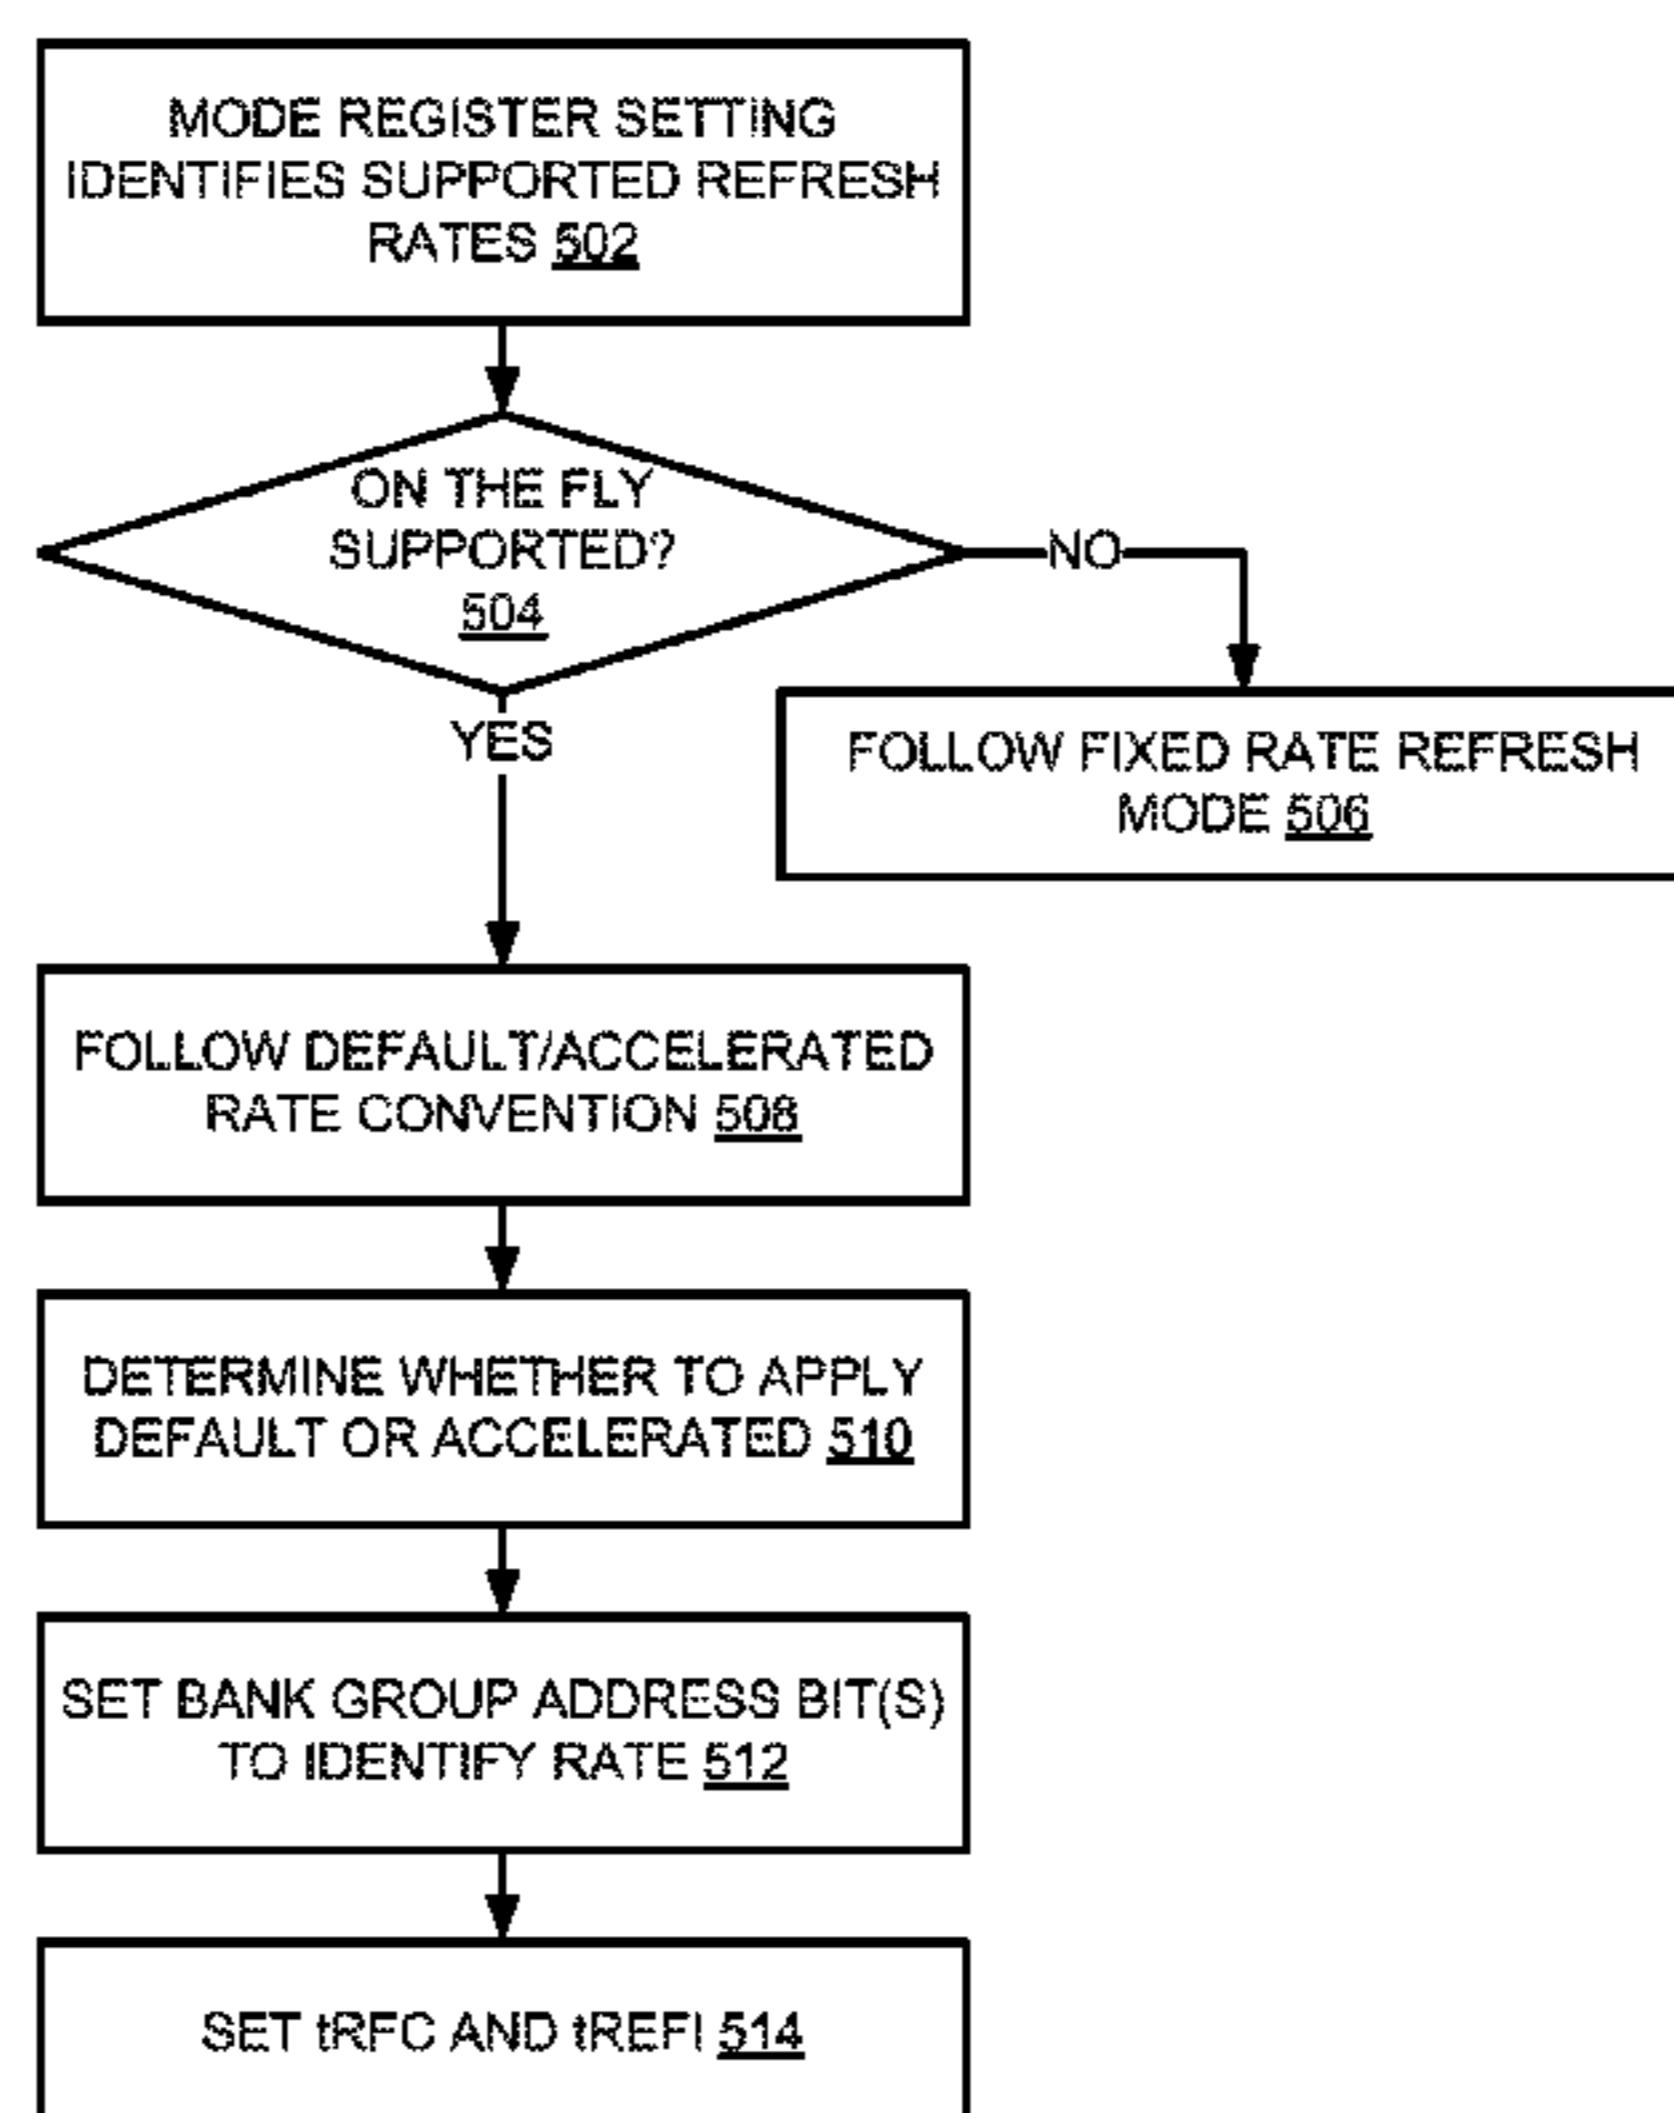 MODE REGISTER SETTING
IDENTIFIES SUPPORTED REFRESH
RATES 502
ON THE FLY
SUPPORTED?
504
NO
YES
FOLLOW FIXED RATE REFRESH
MODE 506
FOLLOW DEFAULT/ACCELERATED
RATE CONVENTION 508
DETERMINE WHETHER TO APPLY
DEFAULT OR ACCELERATED 510
SET BANK GROUP ADDRESS BIT(S)
TO IDENTIFY RATE 512
SET tRFC AND tREFI 514